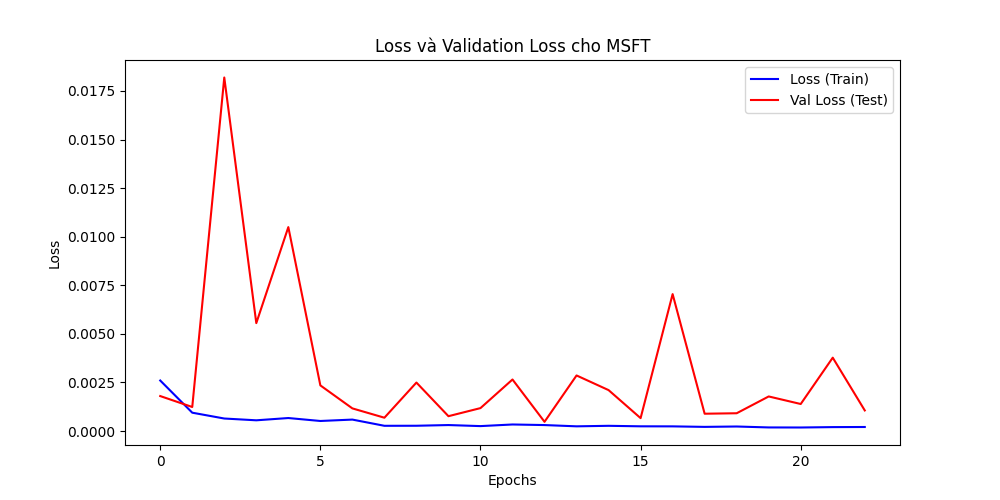 Loss và Validation Loss cho MSFT
Loss (Train)
Val Loss (Test)
0.0175
0.0150
0.0125
0.0100
0.0075
0.0050
0.0025
0.0000
Loss
0 5 10 15 20
Epochs